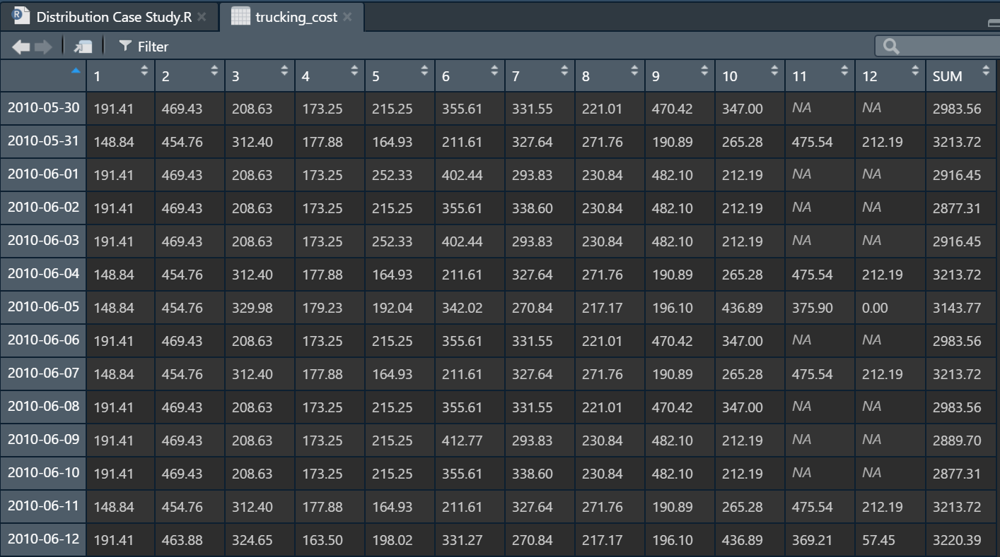 Distribution Case Study.R trucking_cost
Filter
1 2 3 4 5 6 7 8 9 10 11 12 SUM
2010-05-30 191.41 469.43 208.63 173.25 215.25 355.61 331.55 221.01 470.42 347.00 NA NA 2983.56
2010-05-31 148.84 454.76 312.40 177.88 164.93 211.61 327.64 271.76 190.89 265.28 475.54 212.19 3213.72
2010-06-01 191.41 469.43 208.63 173.25 252.33 402.44 293.83 230.84 482.10 212.19 NA NA 2916.45
2010-06-02 191.41 469.43 208.63 173.25 215.25 355.61 338.60 230.84 482.10 212.19 NA NA 2877.31
2010-06-03 191.41 469.43 208.63 173.25 252.33 402.44 293.83 230.84 482.10 212.19 NA NA 2916.45
2010-06-04 148.84 454.76 312.40 177.88 164.93 211.61 327.64 271.76 190.89 265.28 475.54 212.19 3213.72
2010-06-05 148.84 454.76 329.98 179.23 192.04 342.02 270.84 217.17 196.10 436.89 375.90 0.00 3143.77
2010-06-06 191.41 469.43 208.63 173.25 215.25 355.61 331.55 221.01 470.42 347.00 NA NA 2983.56
2010-06-07 148.84 454.76 312.40 177.88 164.93 211.61 327.64 271.76 190.89 265.28 475.54 212.19 3213.72
2010-06-08 191.41 469.43 208.63 173.25 215.25 355.61 331.55 221.01 470.42 347.00 NA NA 2983.56
2010-06-09 191.41 469.43 208.63 173.25 215.25 412.77 293.83 230.84 482.10 212.19 NA NA 2889.70
2010-06-10 191.41 469.43 208.63 173.25 215.25 355.61 338.60 230.84 482.10 212.19 NA NA 2877.31
2010-06-11 148.84 454.76 312.40 177.88 164.93 211.61 327.64 271.76 190.89 265.28 475.54 212.19 3213.72
2010-06-12 191.41 463.88 324.65 163.50 198.02 331.27 270.84 217.17 196.10 436.89 369.21 57.45 3220.39